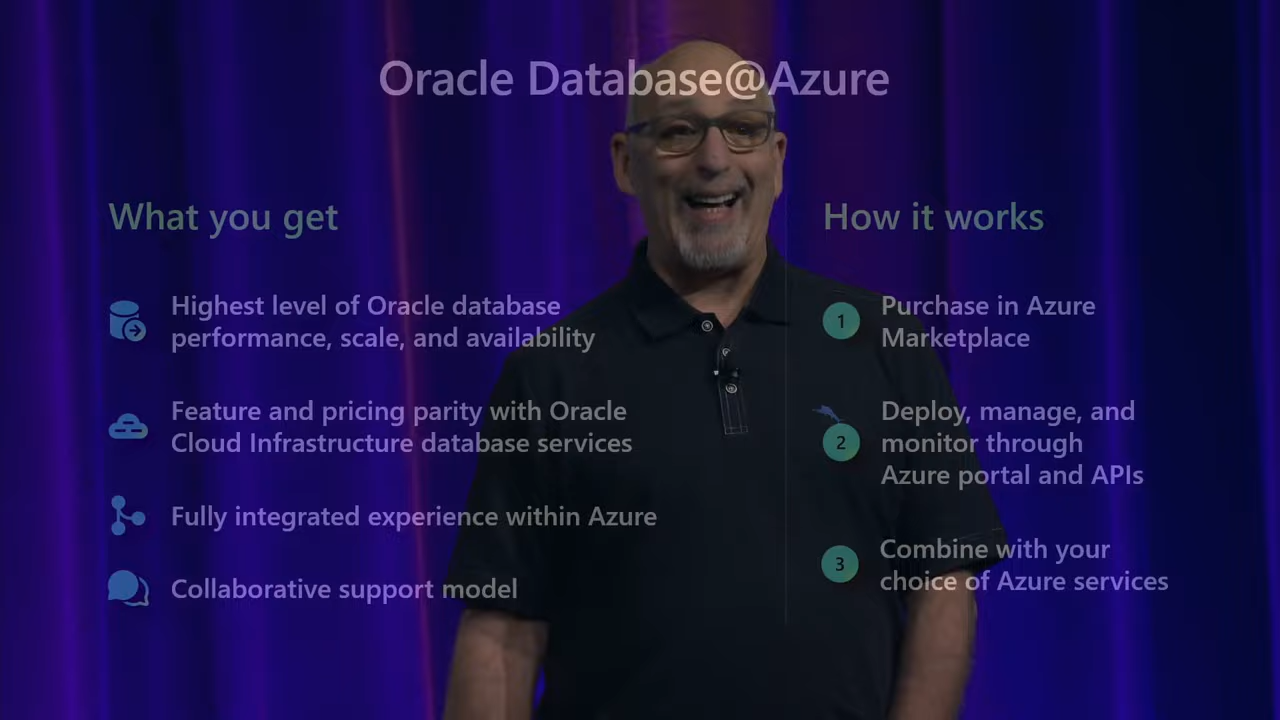 Oracle Database@Azure
What you get
Highest level of Oracle database
performance, scale, and availability
Feature and pricing parity with Oracle
Cloud Infrastructure database services
Fully integrated experience within Azure
Collaborative support model
How it works
1
Purchase in Azure
Marketplace
2
Deploy, manage, and
monitor through
Azure portal and APIs
3
Combine with your
choice of Azure services